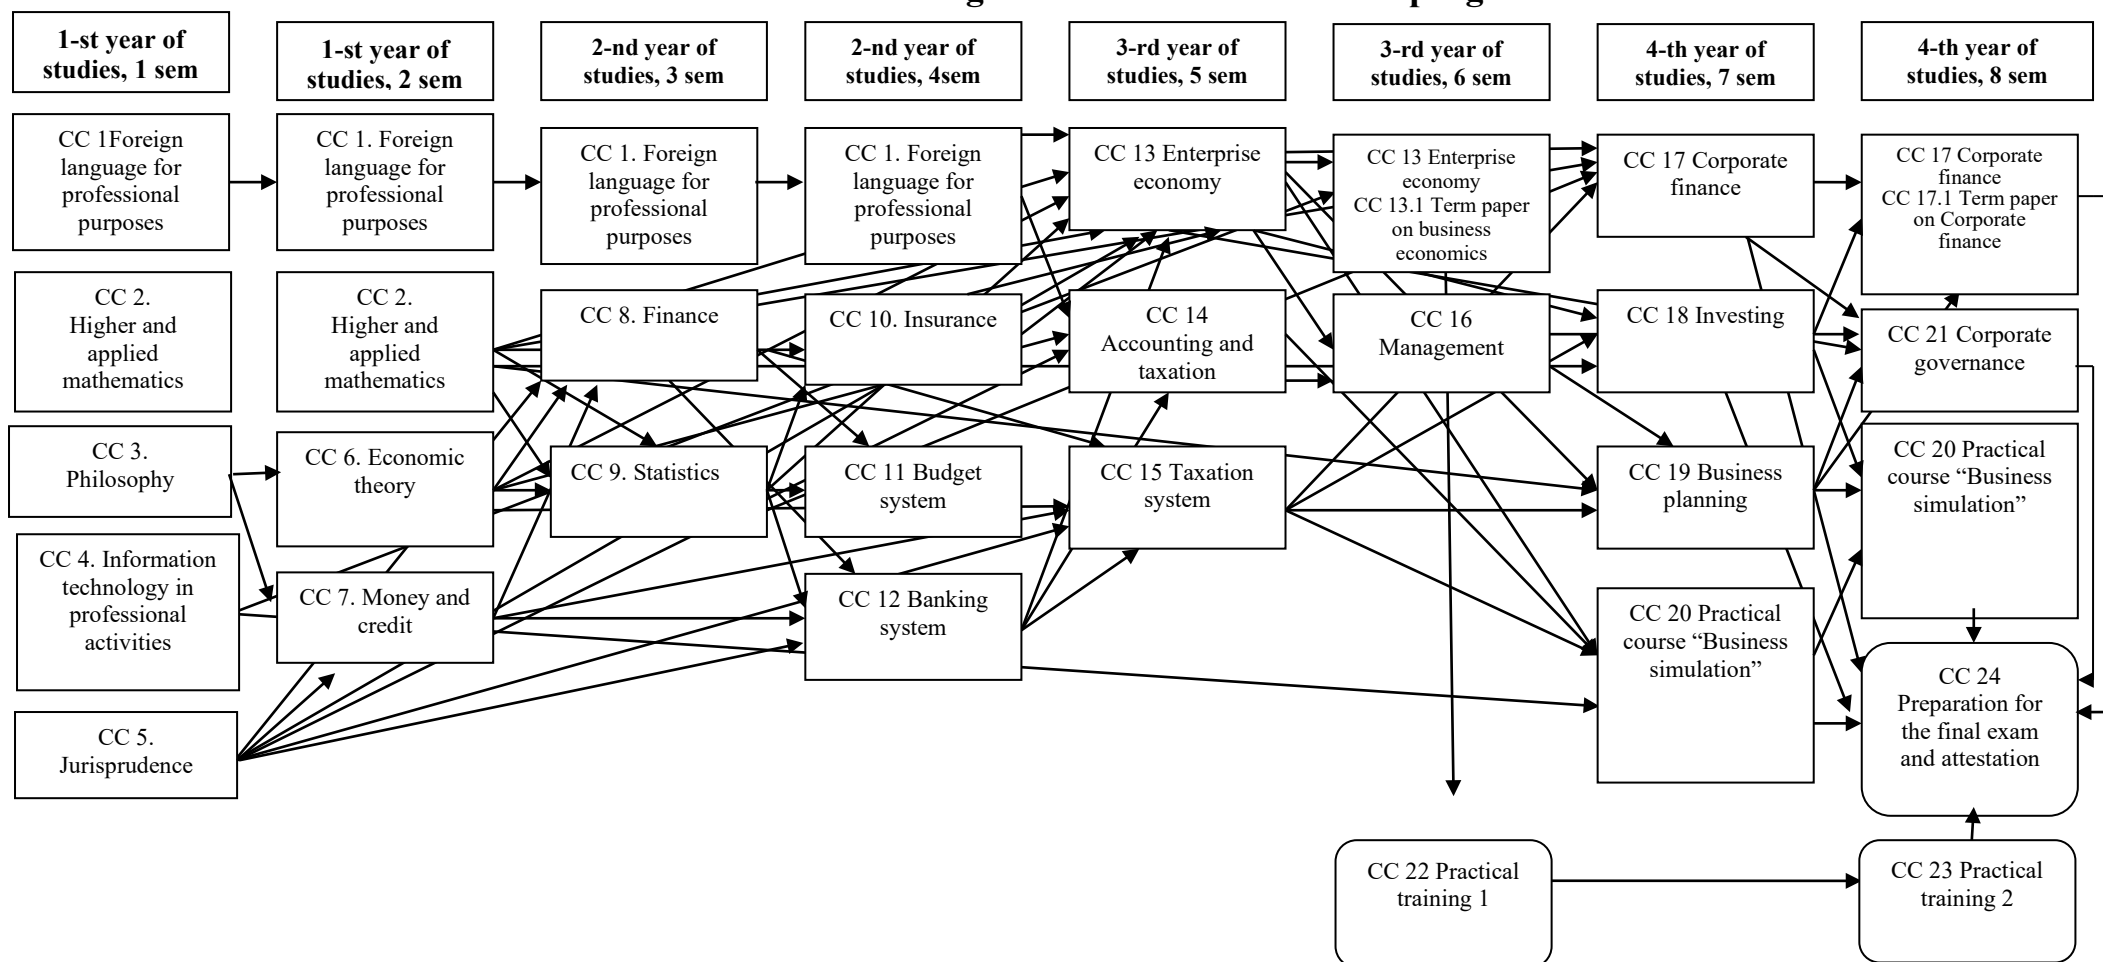 1-st year of
studies, 1 sem
1-st year of
studies, 2 sem
2-nd year of
studies, 3 sem
2-nd year of
studies, 4sem
3-rd year of
studies, 5 sem
3-rd year of
studies, 6 sem
4-th year of
studies, 7 sem
4-th year of
studies, 8 sem
CC 1Foreign
language for
professional
purposes
CC 1. Foreign
language for
professional
purposes
CC 1. Foreign
language for
professional
purposes
CC 1. Foreign
language for
professional
purposes
CC 13 Enterprise
economy
CC 13 Enterprise
economy
CC 13.1 Term paper
on business
economics
CC 17 Corporate
finance
CC 17 Corporate
finance
CC 17.1 Term paper
on Corporate
finance
CC 2.
Higher and
applied
mathematics
CC 2.
Higher and
applied
mathematics
CC 8. Finance
CC 10. Insurance
CC 14
Accounting and
taxation
CC 16
Management
CC 18 Investing
CC 21 Corporate
governance
CC 3.
Philosophy
CC 6. Economic
theory
CC 9. Statistics
CC 11 Budget
system
CC 15 Taxation
system
CC 19 Business
planning
CC 20 Practical
course “Business
simulation”
CC 4. Information
technology in
professional
activities
CC 7. Money and
credit
CC 12 Banking
system
CC 20 Practical
course “Business
simulation”
CC 24
Preparation for
the final exam
and attestation
CC 5.
Jurisprudence
CC 22 Practical
training 1
CC 23 Practical
training 2